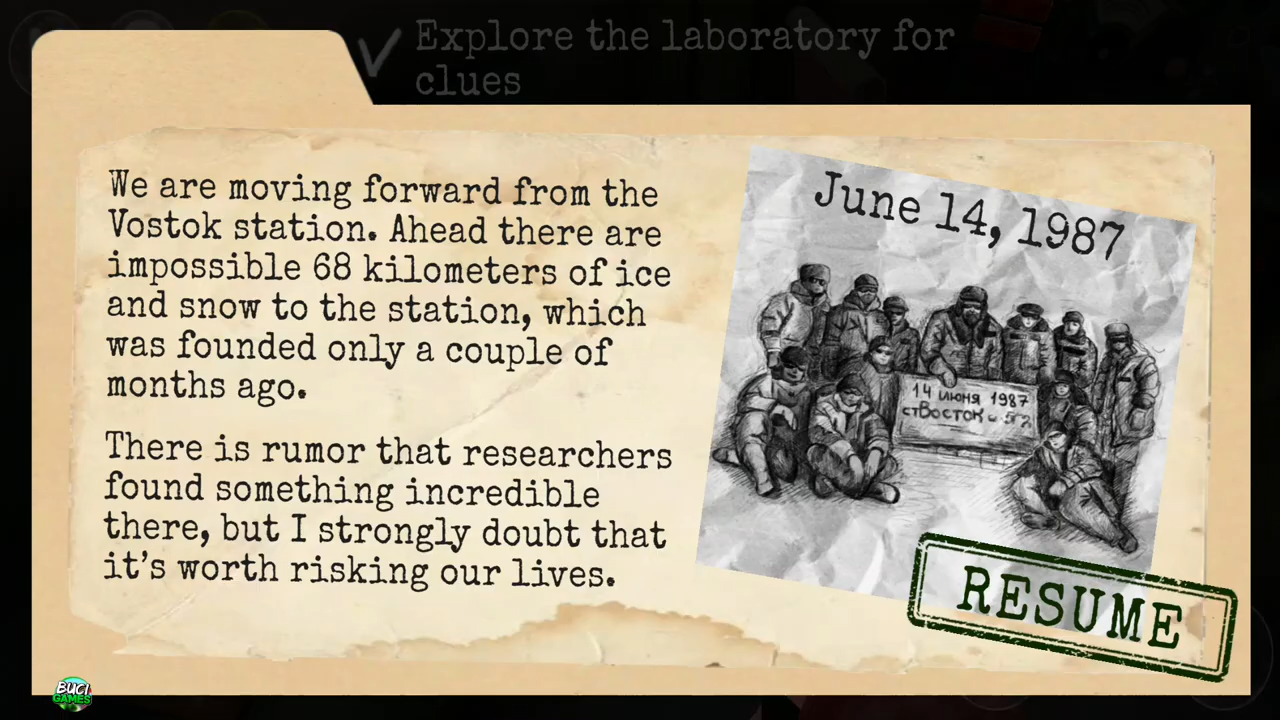 Explore the laboratory for
clues
We are moving forward from the
Vostok station. Ahead there are
impossible 68 kilometers of ice
and snow to the station, which
was founded only a couple of
months ago.
There is rumor that researchers
found something incredible
there, but I strongly doubt that
it's worth risking our lives.
June 14, 1987
14 июня 1987
стВосток
RESUME
BUCI
GAMES